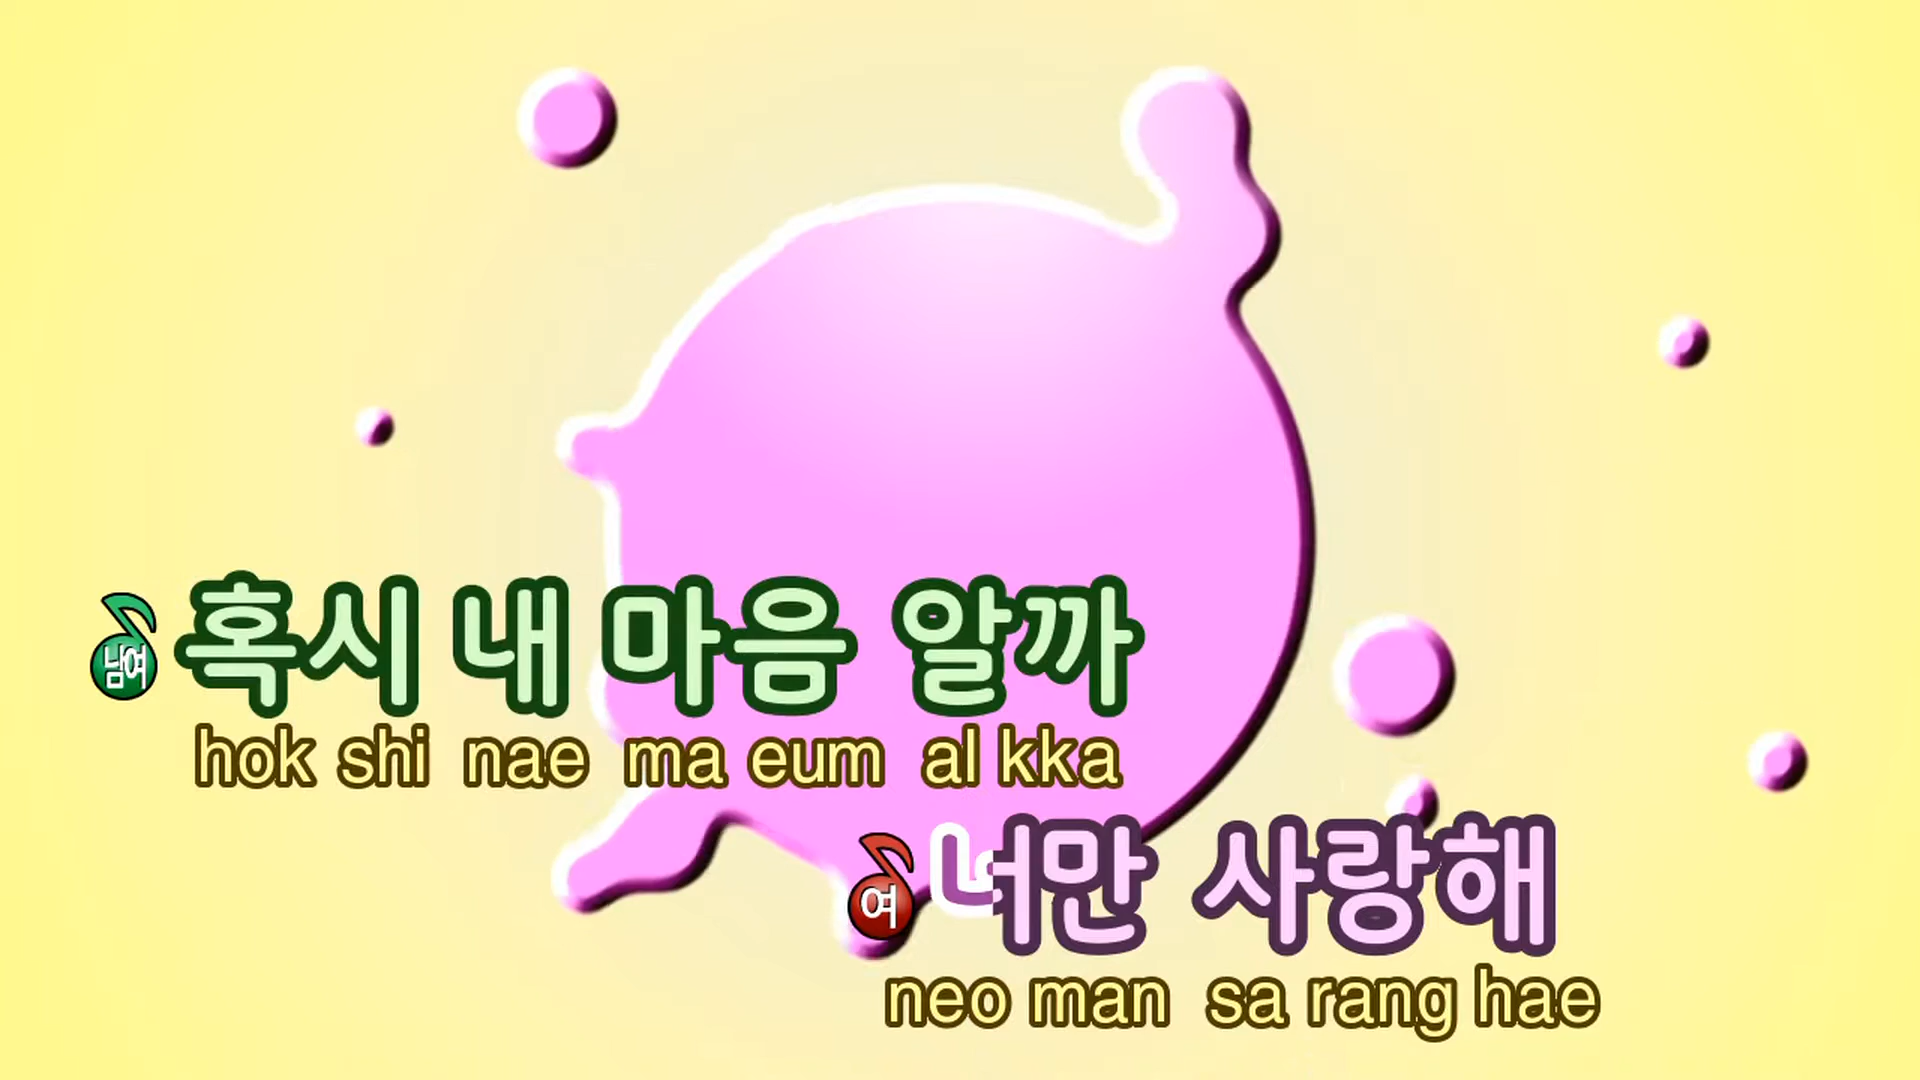 남여 혹시 내 마음 알까
hok shi nae ma eum al kka
여 너만 사랑해
neo man sa rang hae